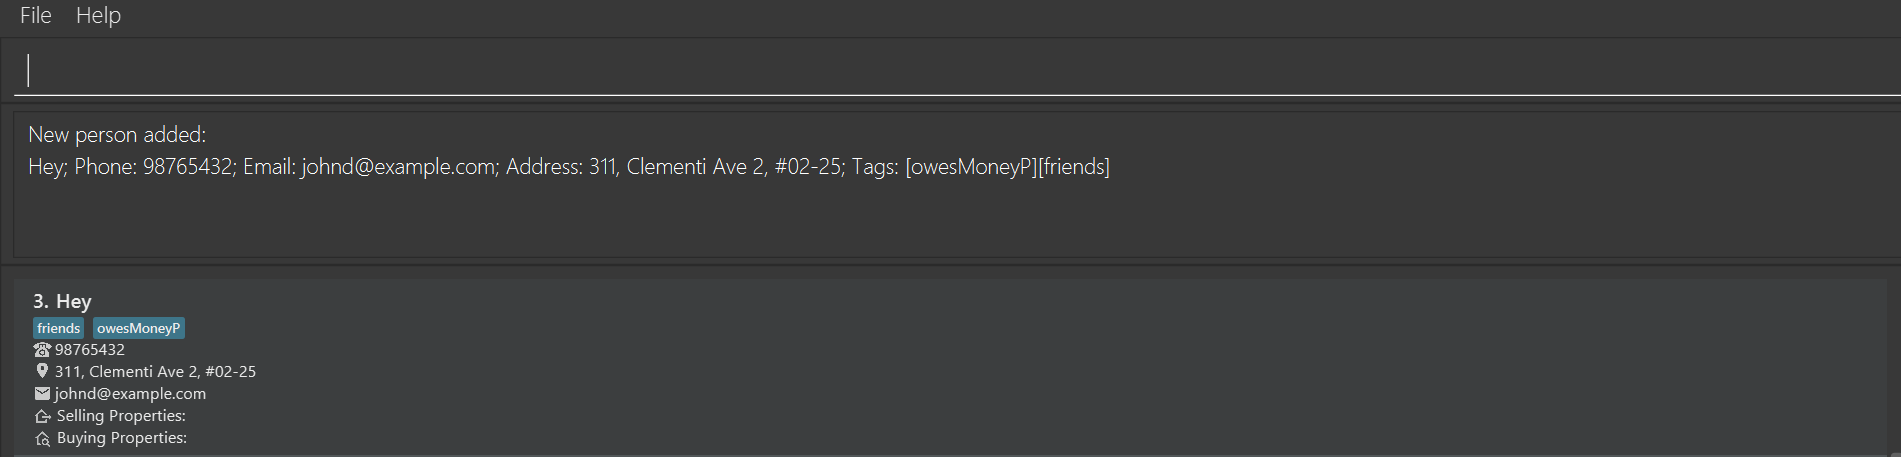 File Help
New person added:
Hey; Phone: 98765432; Email: johnd@example.com; Address: 311, Clementi Ave 2, #02-25; Tags: [owesMoneyP][friends]
3. Hey
friends owesMoneyP
98765432
311, Clementi Ave 2, #02-25
johnd@example.com
Selling Properties:
Buying Properties: